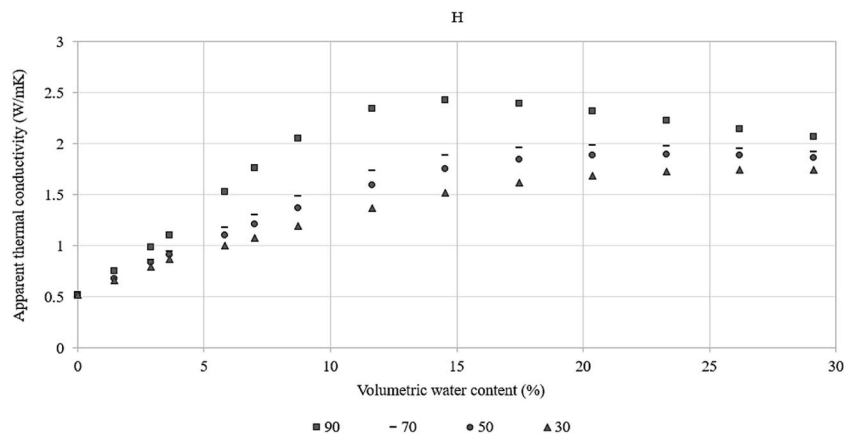 H
Apparent thermal conductivity (W/mK)
3
2.5
2
1.5
1
0.5
0
0 5 10 15 20 25 30
Volumetric water content (%)
90 70 50 30